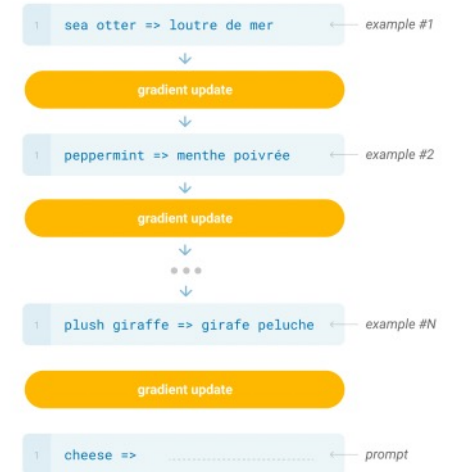 1 sea otter => loutre de mer example #1
gradient update
1 peppermint => menthe poivrée example #2
gradient update
1 plush giraffe => girafe peluche example #N
gradient update
1 cheese => prompt